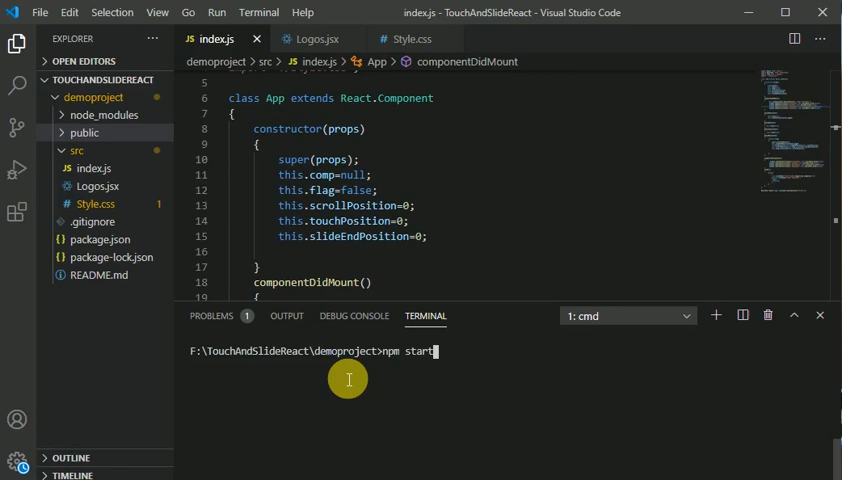 File Edit Selection View Go Run Terminal Help index.js - TouchAndSlideReact - Visual Studio Code
EXPLORER ...
JS index.js Logos.jsx # Style.css ...
OPEN EDITORS
demoproject > src > JS index.js > App > componentDidMount
TOUCHANDSLIDEREACT
demoproject
node_modules
public
src
JS index.js
Logos.jsx
# Style.css 1
.gitignore
{} package.json
{} package-lock.json
README.md
OUTLINE
TIMELINE
5
6 class App extends React.Component
7 {
8 constructor(props)
9 {
10 super(props);
11 this.comp=null;
12 this.flag=false;
13 this.scrollPosition=0;
14 this.touchPosition=0;
15 this.slideEndPosition=0;
16
17 }
18 componentDidMount()
19 {
PROBLEMS 1 OUTPUT DEBUG CONSOLE TERMINAL 1: cmd
F:\TouchAndSlideReact\demoproject>npm start